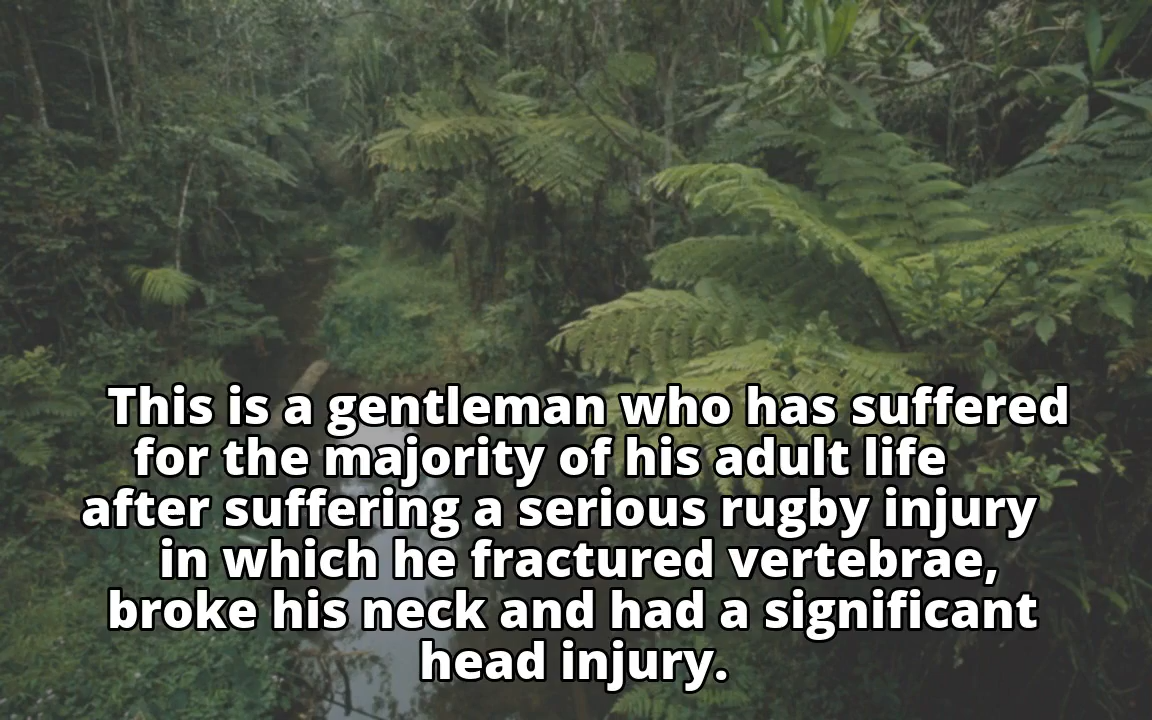 This is a gentleman who has suffered
for the majority of his adult life
after suffering a serious rugby injury
in which he fractured vertebrae,
broke his neck and had a significant
head injury.